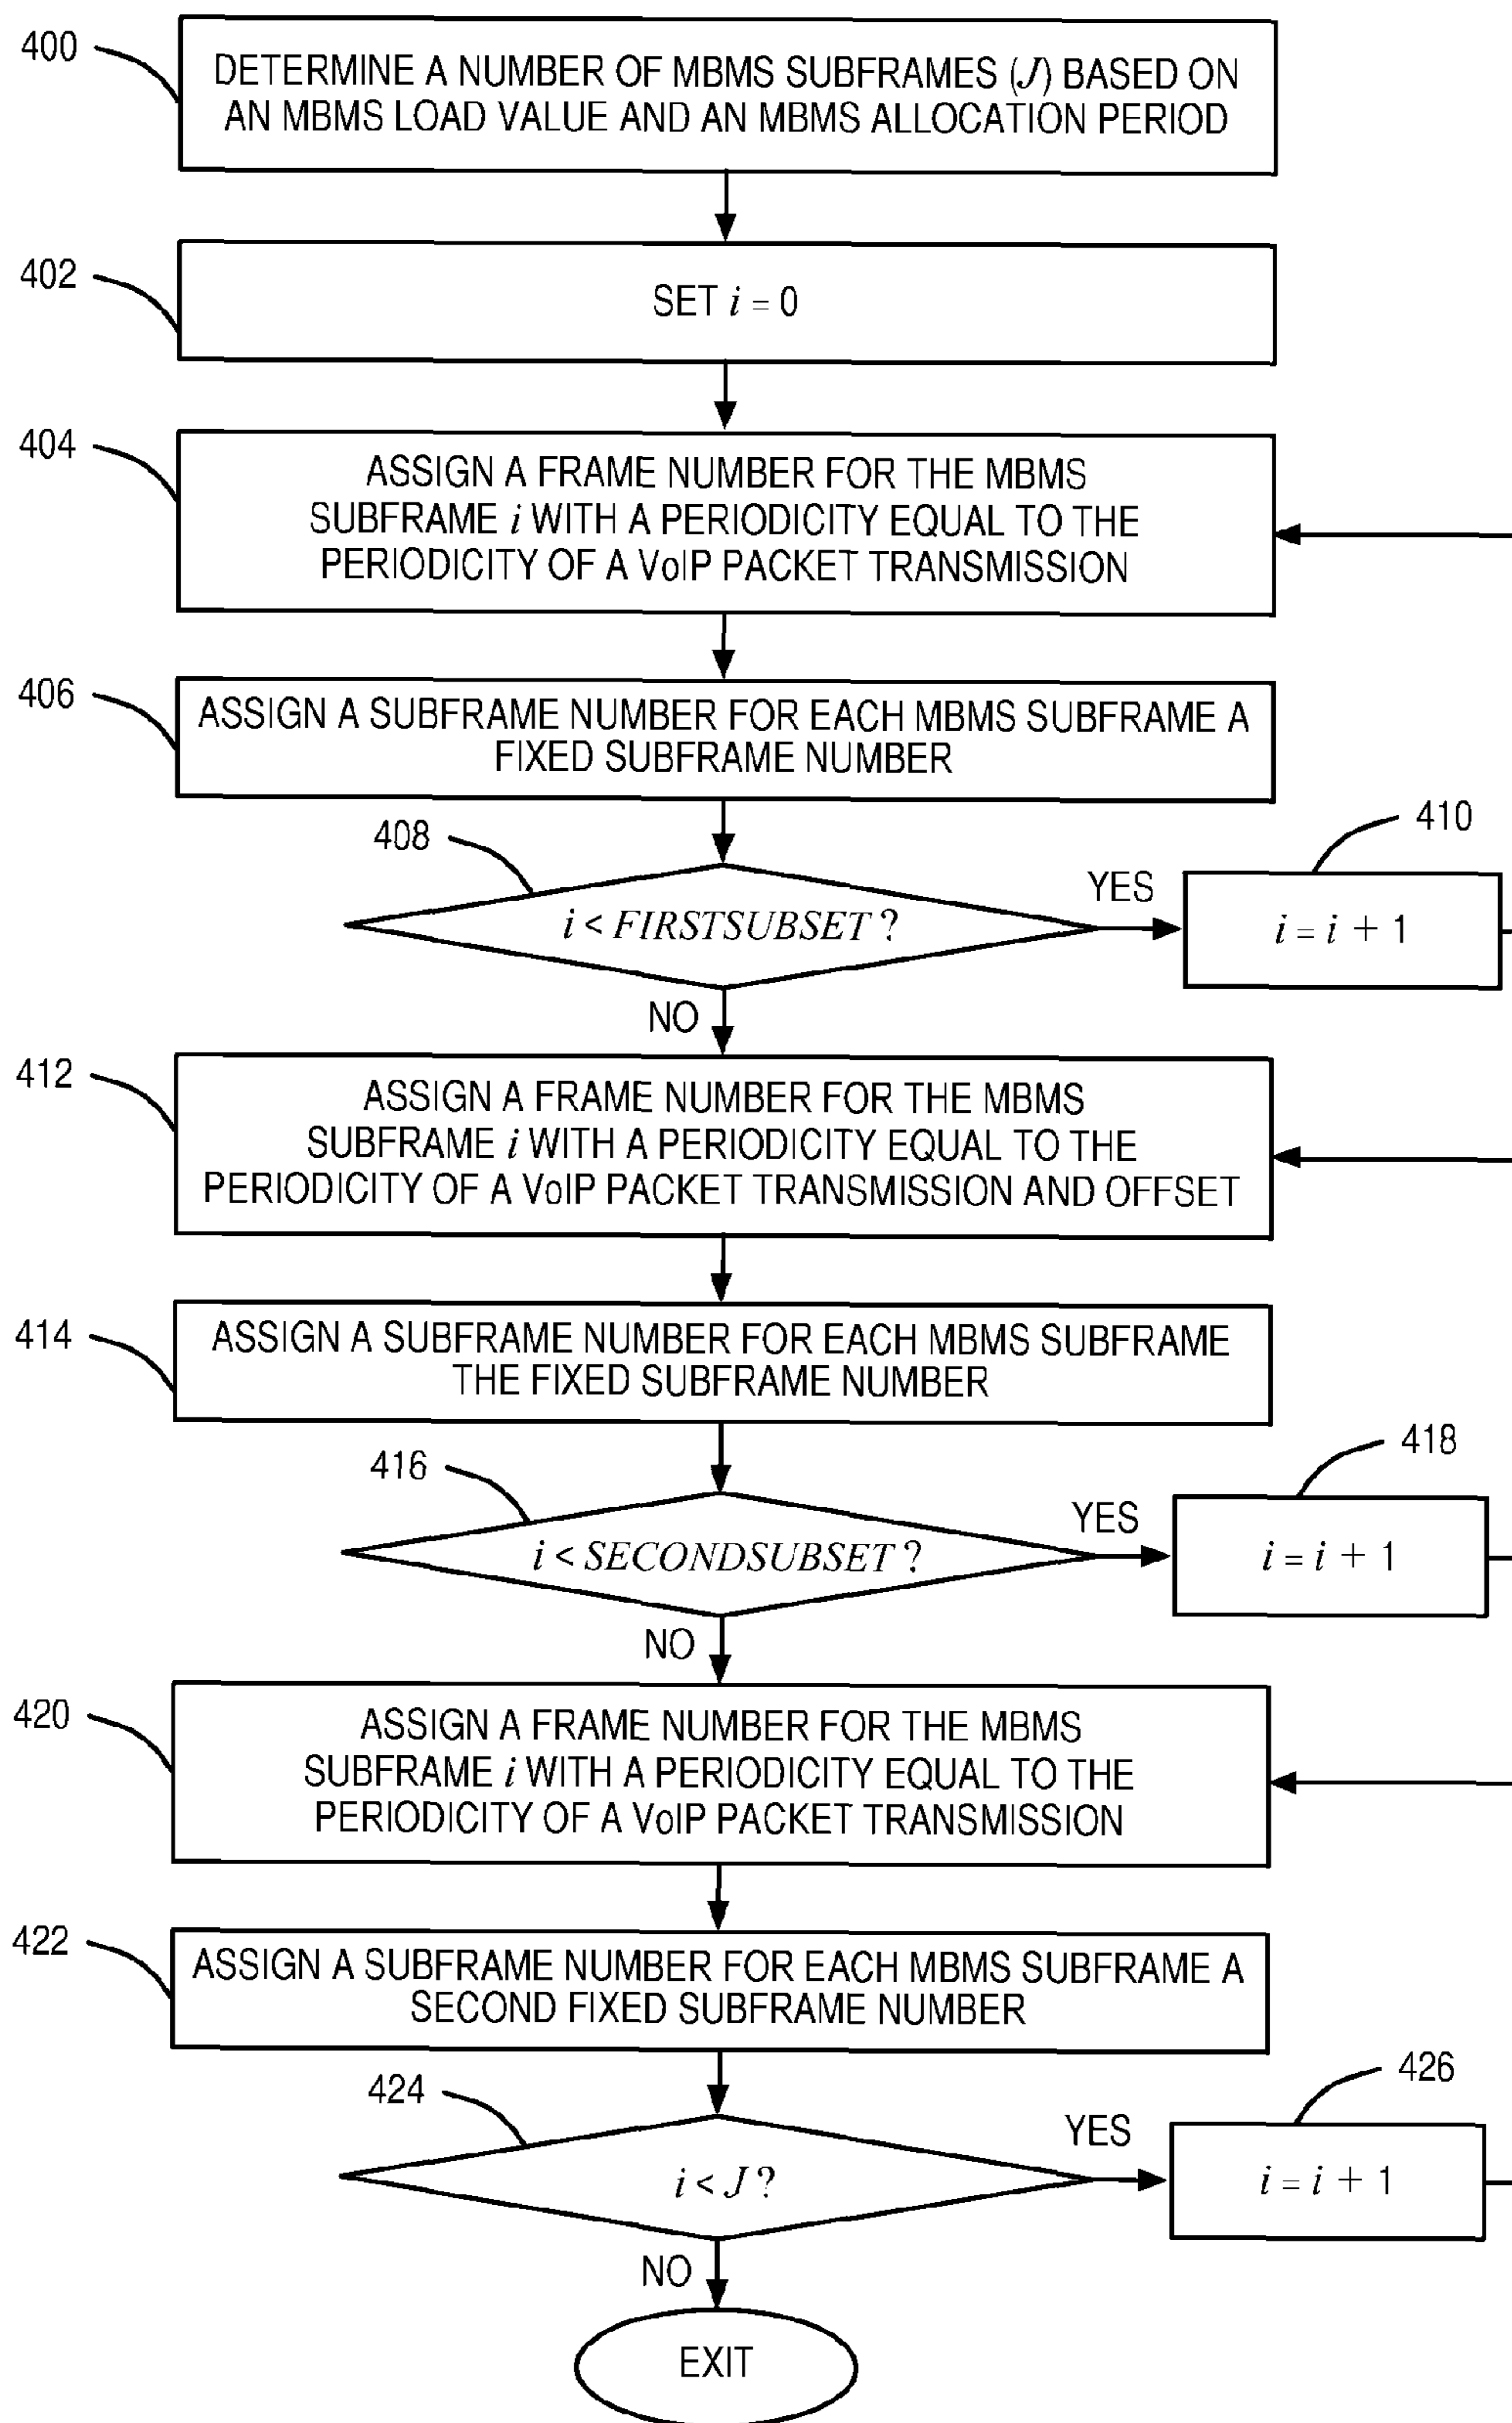 400
DETERMINE A NUMBER OF MBMS SUBFRAMES (J) BASED ON
AN MBMS LOAD VALUE AND AN MBMS ALLOCATION PERIOD
402
SET i = 0
404
ASSIGN A FRAME NUMBER FOR THE MBMS
SUBFRAME i WITH A PERIODICITY EQUAL TO THE
PERIODICITY OF A VoIP PACKET TRANSMISSION
406
ASSIGN A SUBFRAME NUMBER FOR EACH MBMS SUBFRAME A
FIXED SUBFRAME NUMBER
408
i < FIRSTSUBSET ?
YES
410
i = i + 1
NO
412
ASSIGN A FRAME NUMBER FOR THE MBMS
SUBFRAME i WITH A PERIODICITY EQUAL TO THE
PERIODICITY OF A VoIP PACKET TRANSMISSION AND OFFSET
414
ASSIGN A SUBFRAME NUMBER FOR EACH MBMS SUBFRAME
THE FIXED SUBFRAME NUMBER
416
i < SECONDSUBSET ?
YES
418
i = i + 1
NO
420
ASSIGN A FRAME NUMBER FOR THE MBMS
SUBFRAME i WITH A PERIODICITY EQUAL TO THE
PERIODICITY OF A VoIP PACKET TRANSMISSION
422
ASSIGN A SUBFRAME NUMBER FOR EACH MBMS SUBFRAME A
SECOND FIXED SUBFRAME NUMBER
424
i < J ?
YES
426
i = i + 1
NO
EXIT